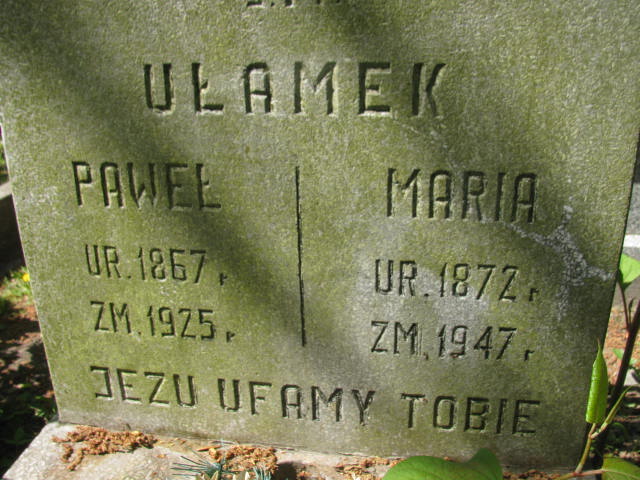 UŁAMEK
PAWEŁ
UR. 1867 r
ZM. 1925 r.
MARIA
UR. 1872 r
ZM. 1947 r
JEZU UFAMY TOBIE